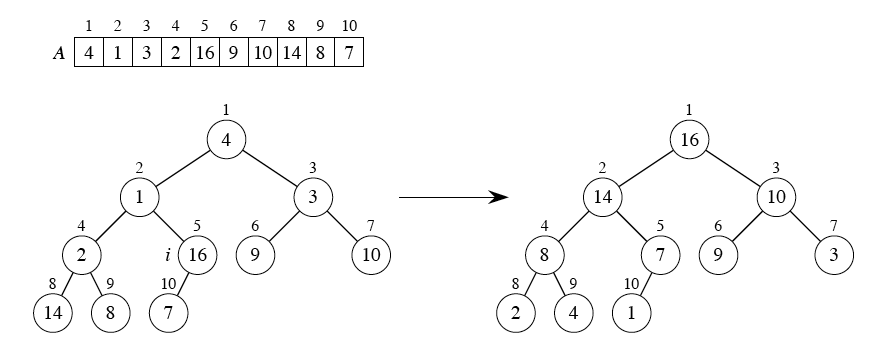 1 2 3 4 5 6 7 8 9 10
A 4 1 3 2 16 9 10 14 8 7
1
4
2 3
1 3
4 5 6 7
2 i 16 9 10
8 9 10
14 8 7
1
16
2 3
14 10
4 5 6 7
8 7 9 3
8 9 10
2 4 1